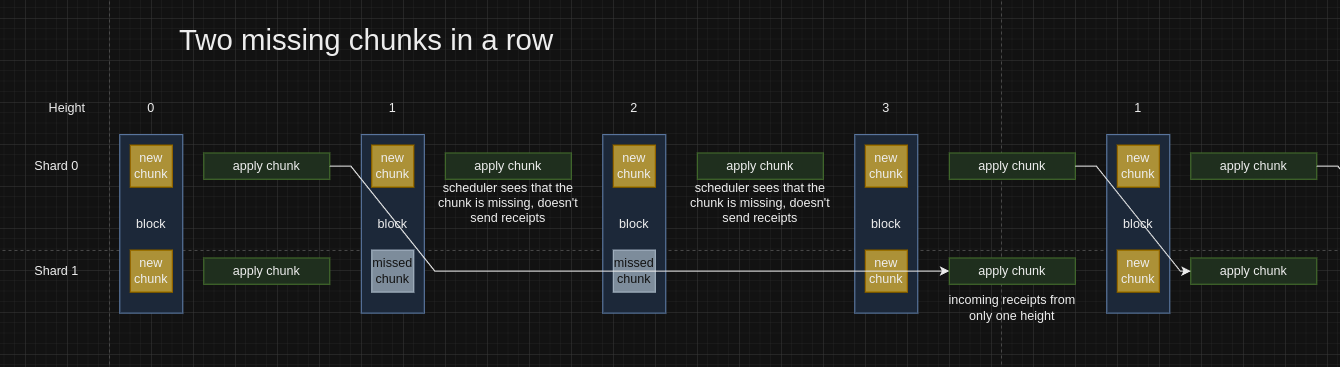 Two missing chunks in a row
Height 0 1 2 3 1
Shard 0
new
chunk
apply chunk
new
chunk
apply chunk
new
chunk
apply chunk
new
chunk
apply chunk
new
chunk
apply chunk
scheduler sees that the
chunk is missing, doesn't
send receipts
scheduler sees that the
chunk is missing, doesn't
send receipts
block
block
block
block
block
Shard 1
new
chunk
apply chunk
missed
chunk
missed
chunk
new
chunk
apply chunk
new
chunk
apply chunk
incoming receipts from
only one height